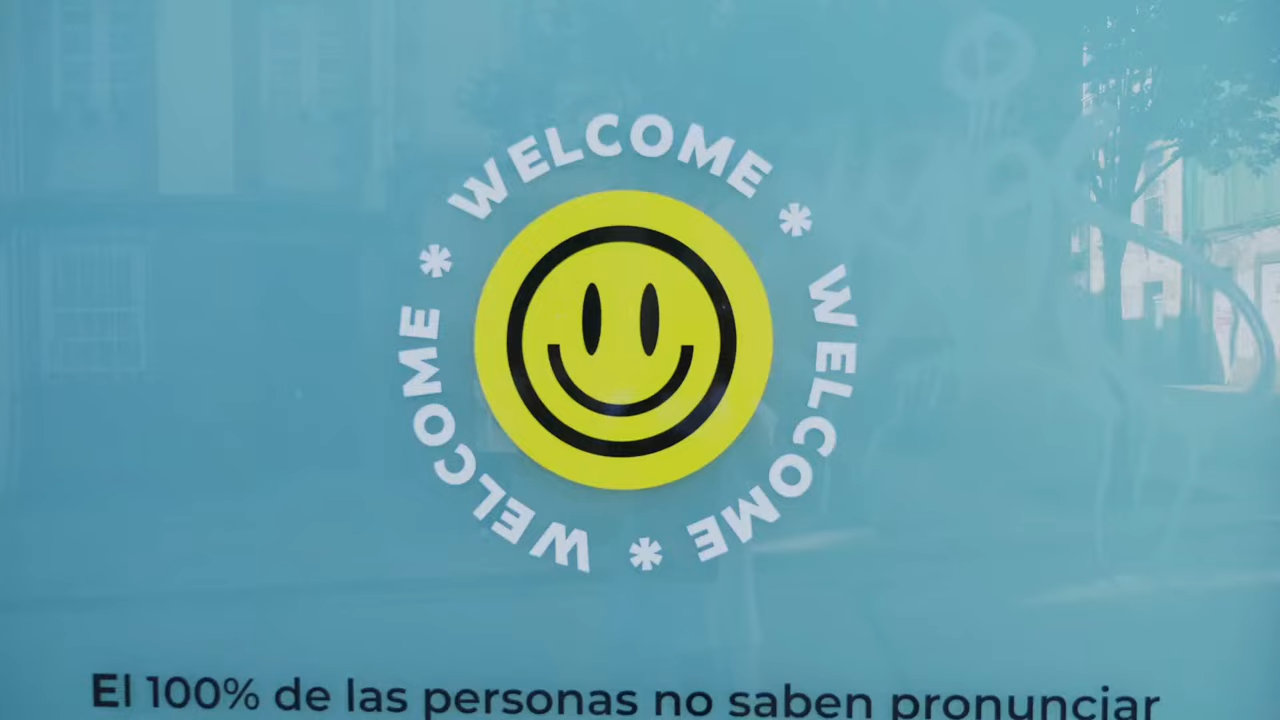 WELCOME * WELCOME * WELCOME *
El 100% de las personas no saben pronunciar